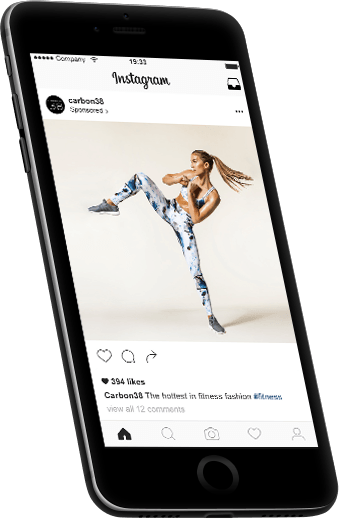 Company 19:33
Instagram
carbon38
Sponsored
394 likes
Carbon38 The hottest in fitness fashion #fitness
view all 12 comments